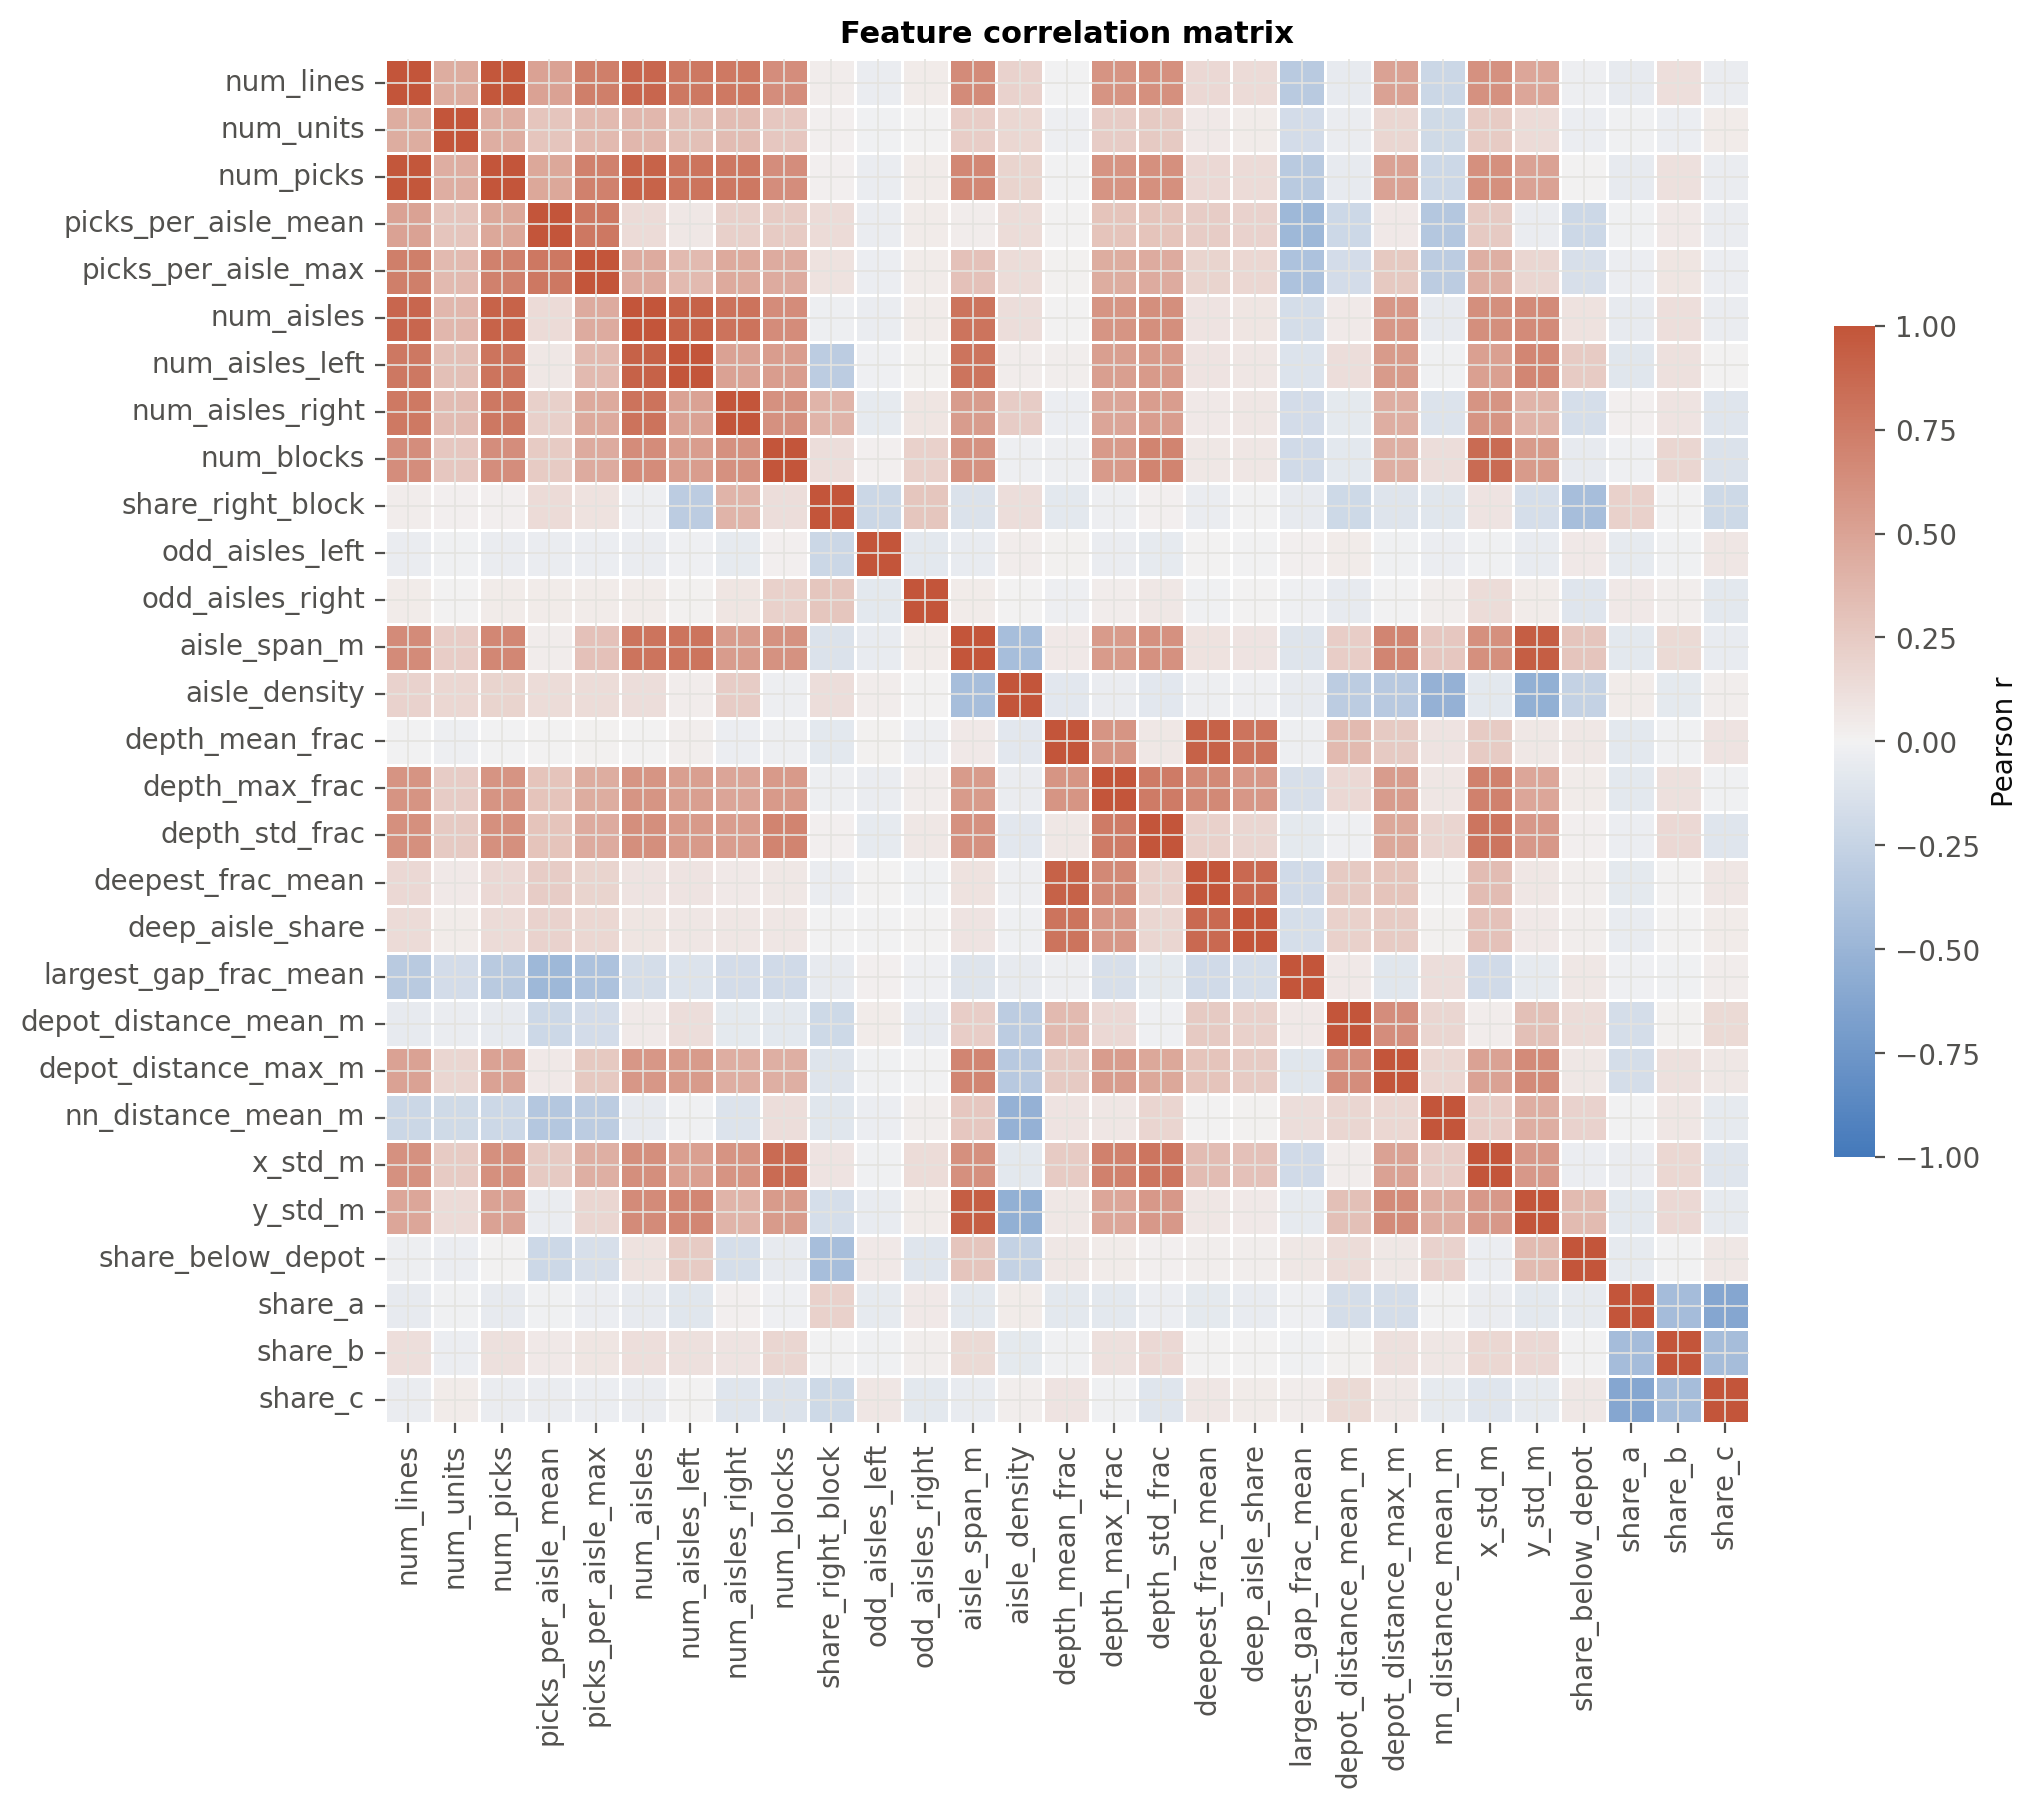 Feature correlation matrix
num_lines
num_units
num_picks
picks_per_aisle_mean
picks_per_aisle_max
num_aisles
num_aisles_left
num_aisles_right
num_blocks
share_right_block
odd_aisles_left
odd_aisles_right
aisle_span_m
aisle_density
depth_mean_frac
depth_max_frac
depth_std_frac
deepest_frac_mean
deep_aisle_share
largest_gap_frac_mean
depot_distance_mean_m
depot_distance_max_m
nn_distance_mean_m
x_std_m
y_std_m
share_below_depot
share_a
share_b
share_c
num_lines
num_units
num_picks
picks_per_aisle_mean
picks_per_aisle_max
num_aisles
num_aisles_left
num_aisles_right
num_blocks
share_right_block
odd_aisles_left
odd_aisles_right
aisle_span_m
aisle_density
depth_mean_frac
depth_max_frac
depth_std_frac
deepest_frac_mean
deep_aisle_share
largest_gap_frac_mean
depot_distance_mean_m
depot_distance_max_m
nn_distance_mean_m
x_std_m
y_std_m
share_below_depot
share_a
share_b
share_c
1.00
0.75
0.50
0.25
0.00
−0.25
−0.50
−0.75
−1.00
Pearson r